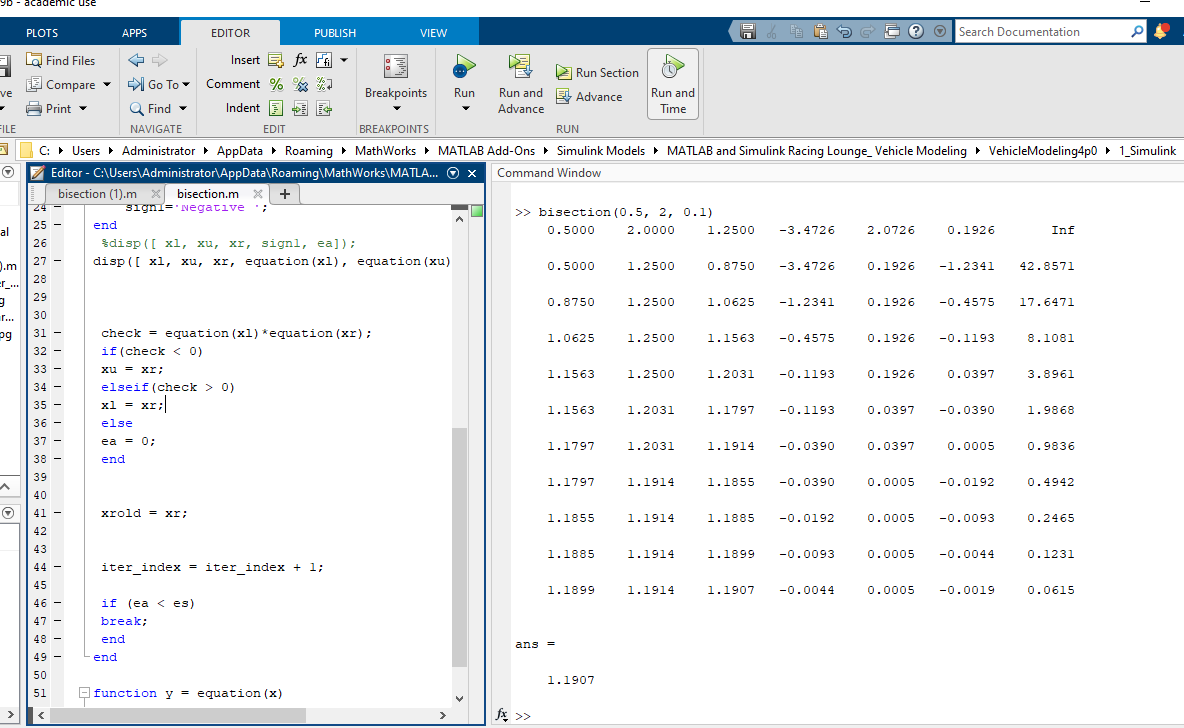 9b - academic use
PLOTS APPS EDITOR PUBLISH VIEW
Search Documentation
Find Files
Compare
Print
FILE
Go To
Find
NAVIGATE
Insert
Comment
Indent
EDIT
Breakpoints
BREAKPOINTS
Run
Run and Advance
Run Section
Advance
Run and Time
RUN
C: Users Administrator AppData Roaming MathWorks MATLAB Add-Ons Simulink Models MATLAB and Simulink Racing Lounge_ Vehicle Modeling VehicleModeling4p0 1_Simulink
Editor - C:\Users\Administrator\AppData\Roaming\MathWorks\MATLA...
bisection (1).m bisection.m +
24 sign1='Negative ';
25 end
26 %disp([ xl, xu, xr, sign1, ea]);
27 disp([ xl, xu, xr, equation(xl), equation(xu)
28
29
30
31 check = equation(xl)*equation(xr);
32 if(check < 0)
33 xu = xr;
34 elseif(check > 0)
35 xl = xr;
36 else
37 ea = 0;
38 end
39
40
41 xrold = xr;
42
43
44 iter_index = iter_index + 1;
45
46 if (ea < es)
47 break;
48 end
49 end
50
51 function y = equation(x)
Command Window
>> bisection(0.5, 2, 0.1)
0.5000 2.0000 1.2500 -3.4726 2.0726 0.1926 Inf
0.5000 1.2500 0.8750 -3.4726 0.1926 -1.2341 42.8571
0.8750 1.2500 1.0625 -1.2341 0.1926 -0.4575 17.6471
1.0625 1.2500 1.1563 -0.4575 0.1926 -0.1193 8.1081
1.1563 1.2500 1.2031 -0.1193 0.1926 0.0397 3.8961
1.1563 1.2031 1.1797 -0.1193 0.0397 -0.0390 1.9868
1.1797 1.2031 1.1914 -0.0390 0.0397 0.0005 0.9836
1.1797 1.1914 1.1855 -0.0390 0.0005 -0.0192 0.4942
1.1855 1.1914 1.1885 -0.0192 0.0005 -0.0093 0.2465
1.1885 1.1914 1.1899 -0.0093 0.0005 -0.0044 0.1231
1.1899 1.1914 1.1907 -0.0044 0.0005 -0.0019 0.0615
ans =
1.1907
fx >>